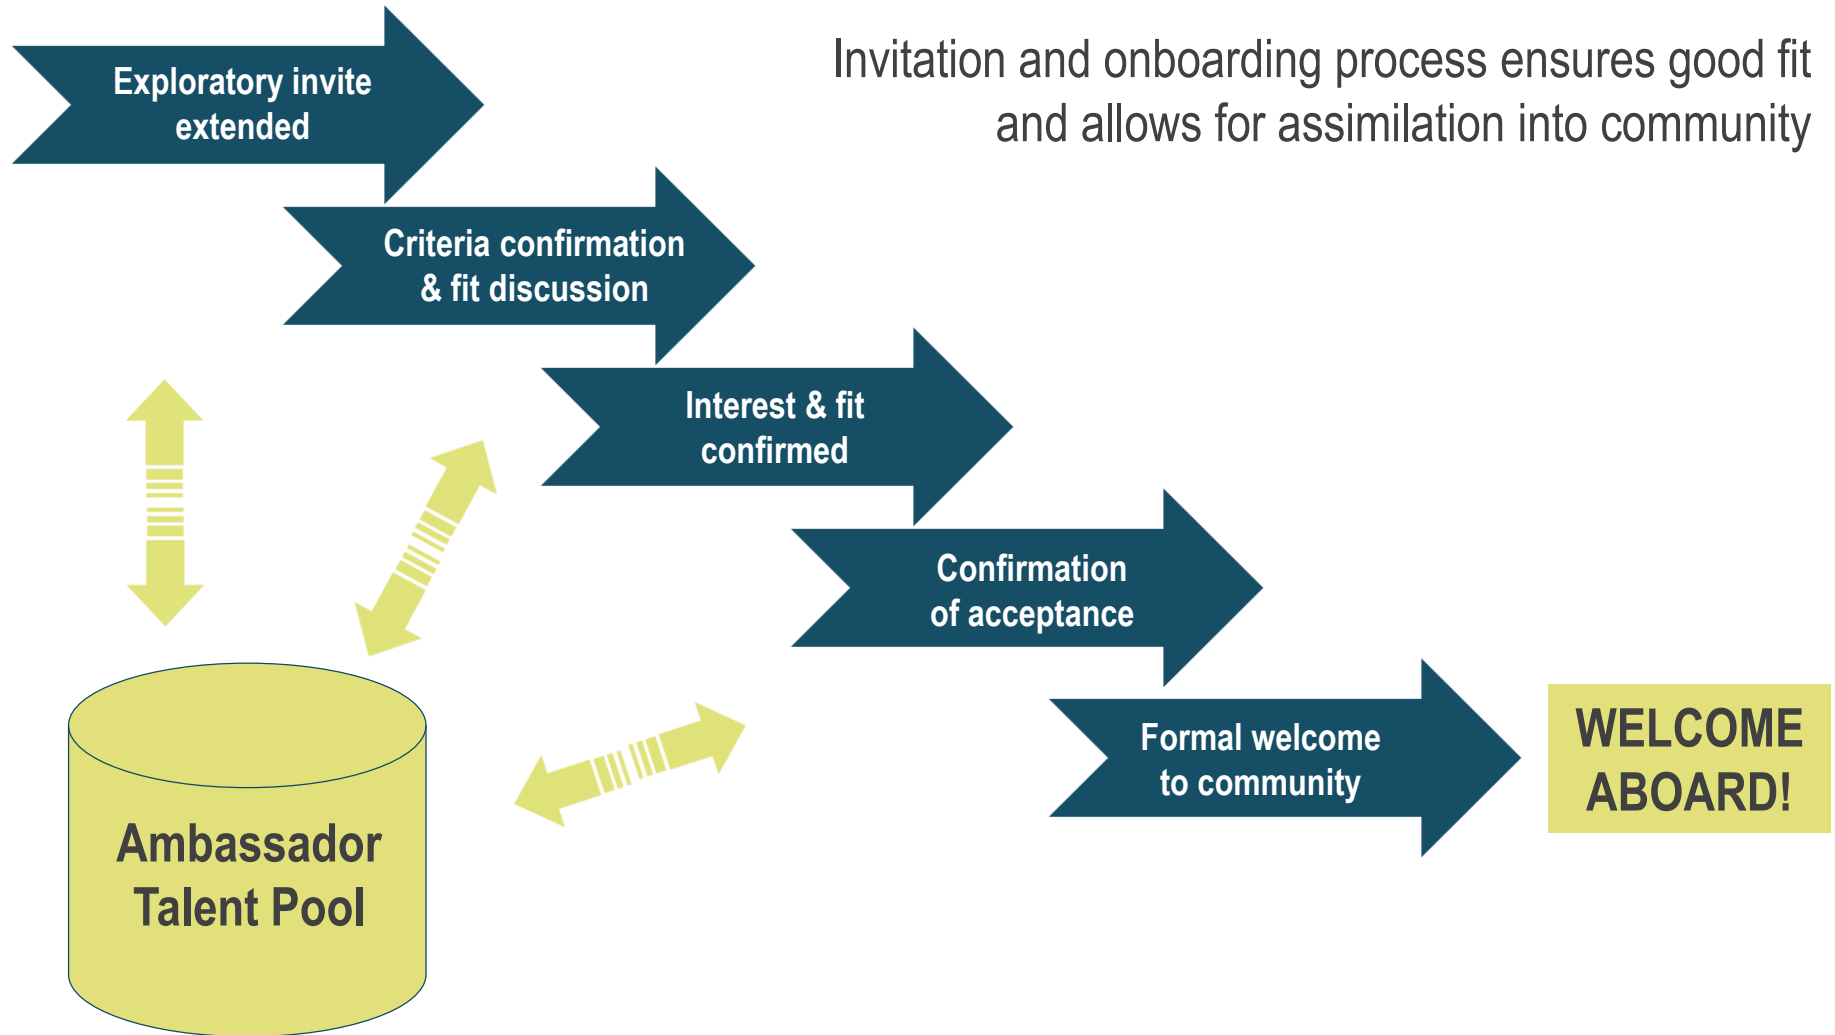 Invitation and onboarding process ensures good fit
and allows for assimilation into community
Exploratory invite
extended
Criteria confirmation
& fit discussion
Interest & fit
confirmed
Confirmation
of acceptance
Formal welcome
to community
WELCOME
ABOARD!
Ambassador
Talent Pool